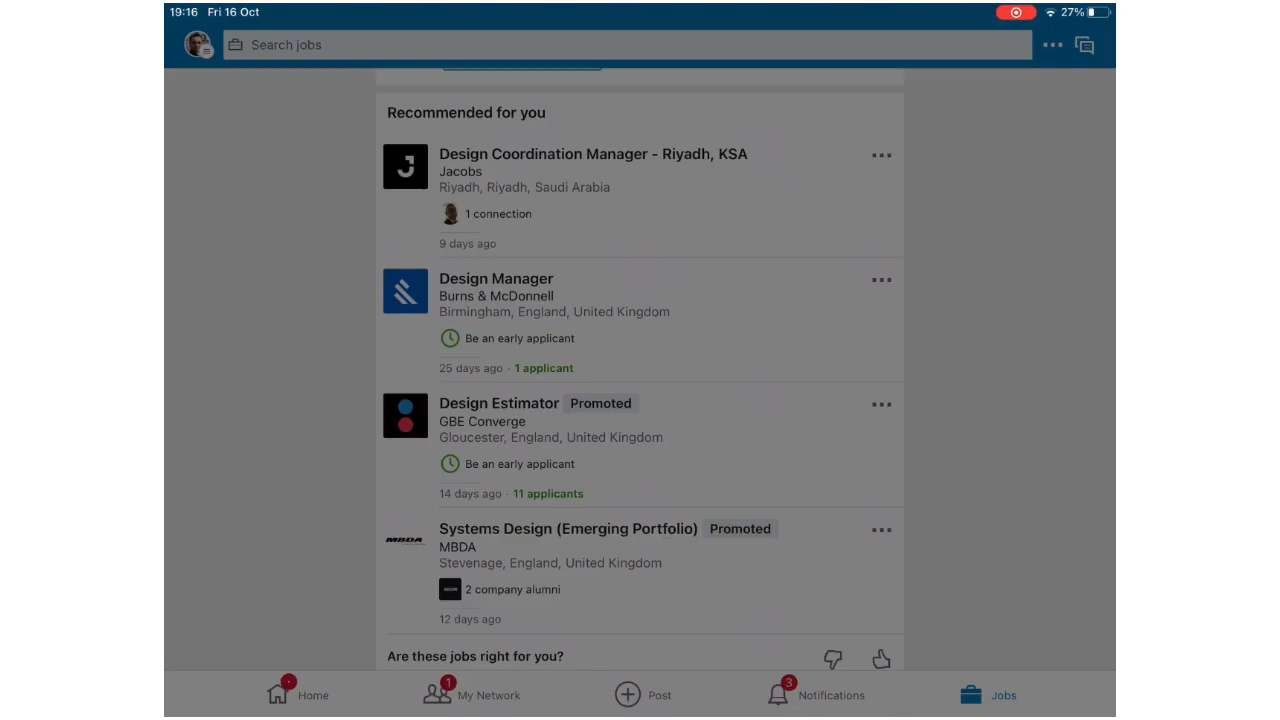 19:16 Fri 16 Oct
27%
Search jobs
Recommended for you
Design Coordination Manager - Riyadh, KSA
Jacobs
Riyadh, Riyadh, Saudi Arabia
1 connection
9 days ago
Design Manager
Burns & McDonnell
Birmingham, England, United Kingdom
Be an early applicant
25 days ago · 1 applicant
Design Estimator Promoted
GBE Converge
Gloucester, England, United Kingdom
Be an early applicant
14 days ago · 11 applicants
Systems Design (Emerging Portfolio) Promoted
MBDA
MBDA
Stevenage, England, United Kingdom
2 company alumni
12 days ago
Are these jobs right for you?
Home
1
My Network
Post
3
Notifications
Jobs